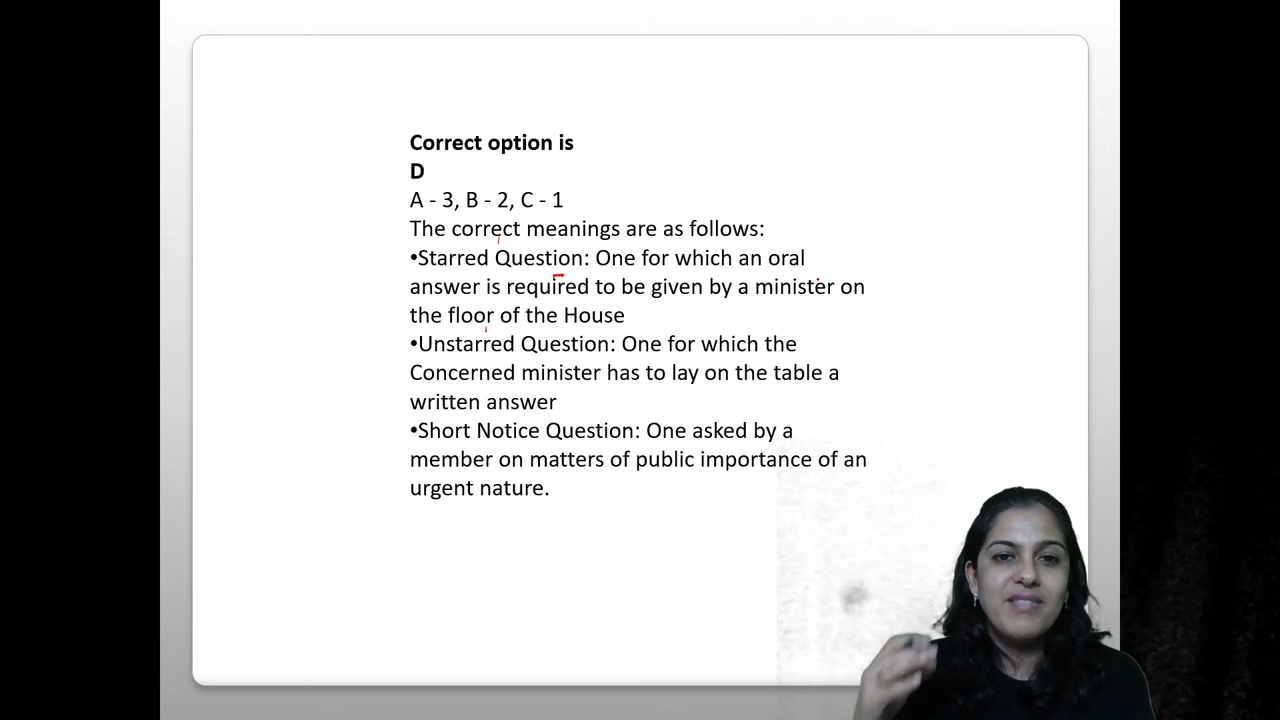 Correct option is
D
A - 3, B - 2, C - 1
The correct meanings are as follows:
•Starred Question: One for which an oral
answer is required to be given by a minister on
the floor of the House
•Unstarred Question: One for which the
Concerned minister has to lay on the table a
written answer
•Short Notice Question: One asked by a
member on matters of public importance of an
urgent nature.